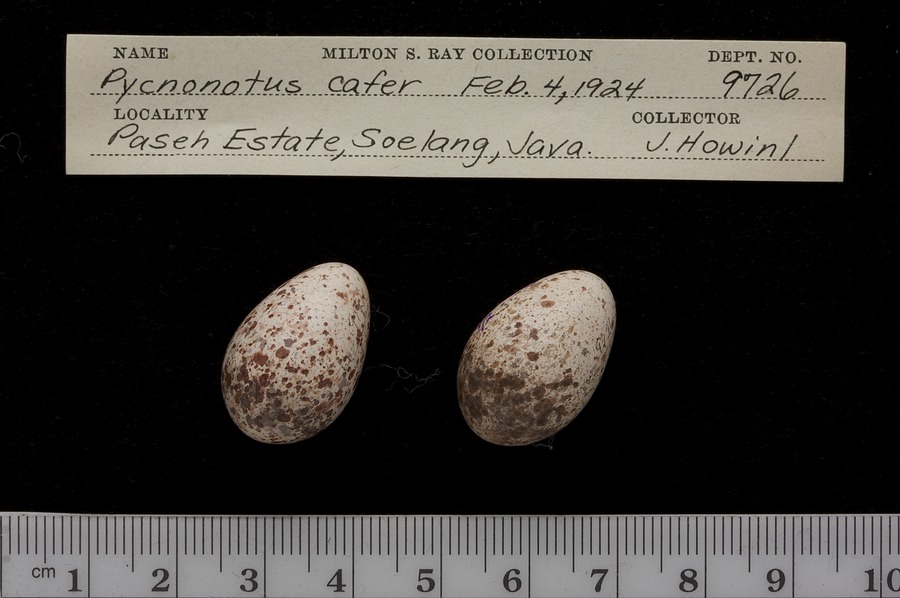 NAME MILTON S. RAY COLLECTION DEPT. NO.
Pycnonotus cafer Feb. 4, 1924 9726
LOCALITY COLLECTOR
Paseh Estate, Soelang, Java. J. Howinl
cm 1 2 3 4 5 6 7 8 9 10